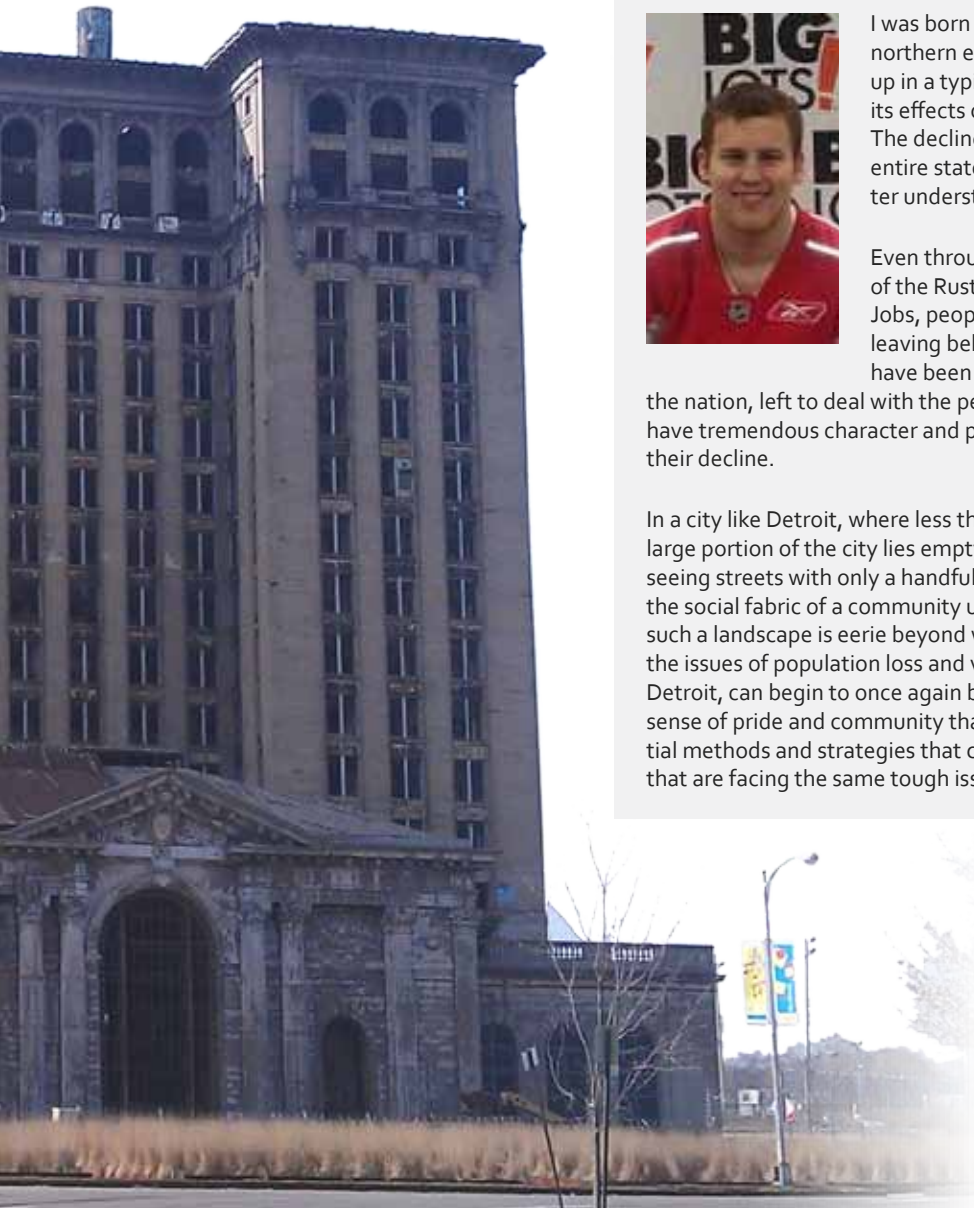 BIG
LOTS!
I was born
northern e
up in a typ
its effects o
The decline
entire state
ter underst
Even throu
of the Rust
Jobs, peop
leaving bel
have been
the nation, left to deal with the pe
have tremendous character and p
their decline.
In a city like Detroit, where less th
large portion of the city lies empt
seeing streets with only a handful
the social fabric of a community u
such a landscape is eerie beyond v
the issues of population loss and v
Detroit, can begin to once again b
sense of pride and community tha
tial methods and strategies that c
that are facing the same tough iss